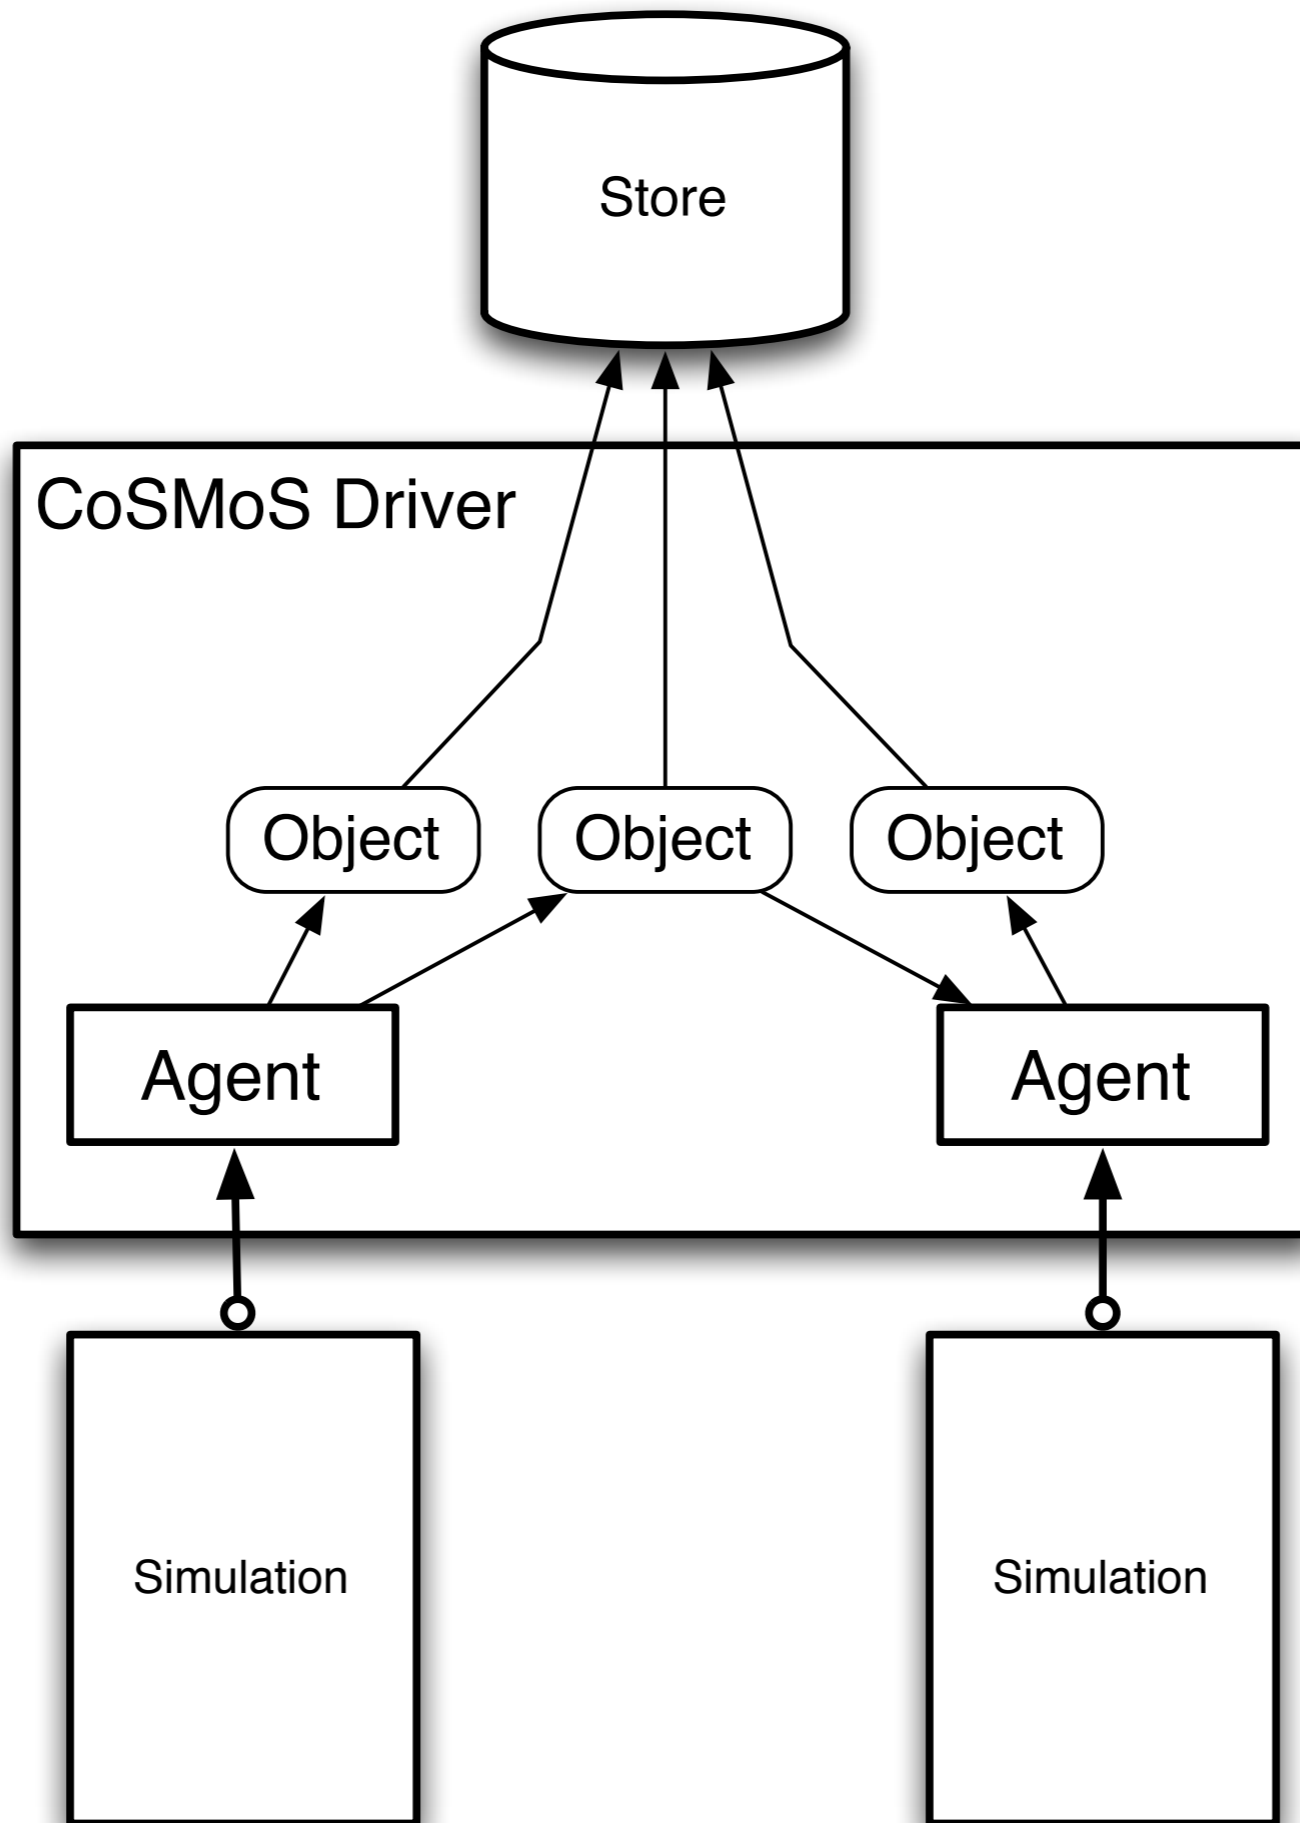 Store
CoSMoS Driver
Object Object Object
Agent Agent
Simulation Simulation